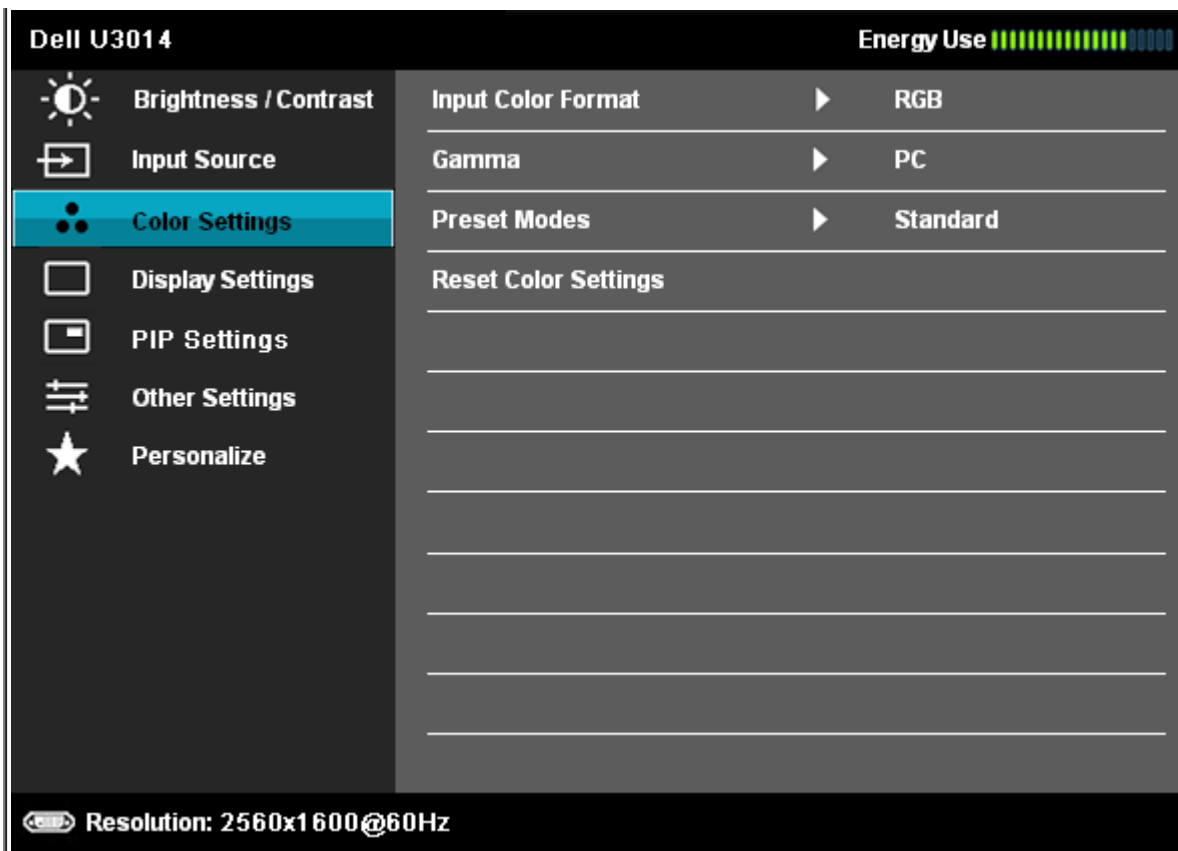 Dell U3014
Energy Use
Brightness / Contrast
Input Source
Color Settings
Display Settings
PIP Settings
Other Settings
Personalize
Input Color Format RGB
Gamma PC
Preset Modes Standard
Reset Color Settings
Resolution: 2560x1600@60Hz